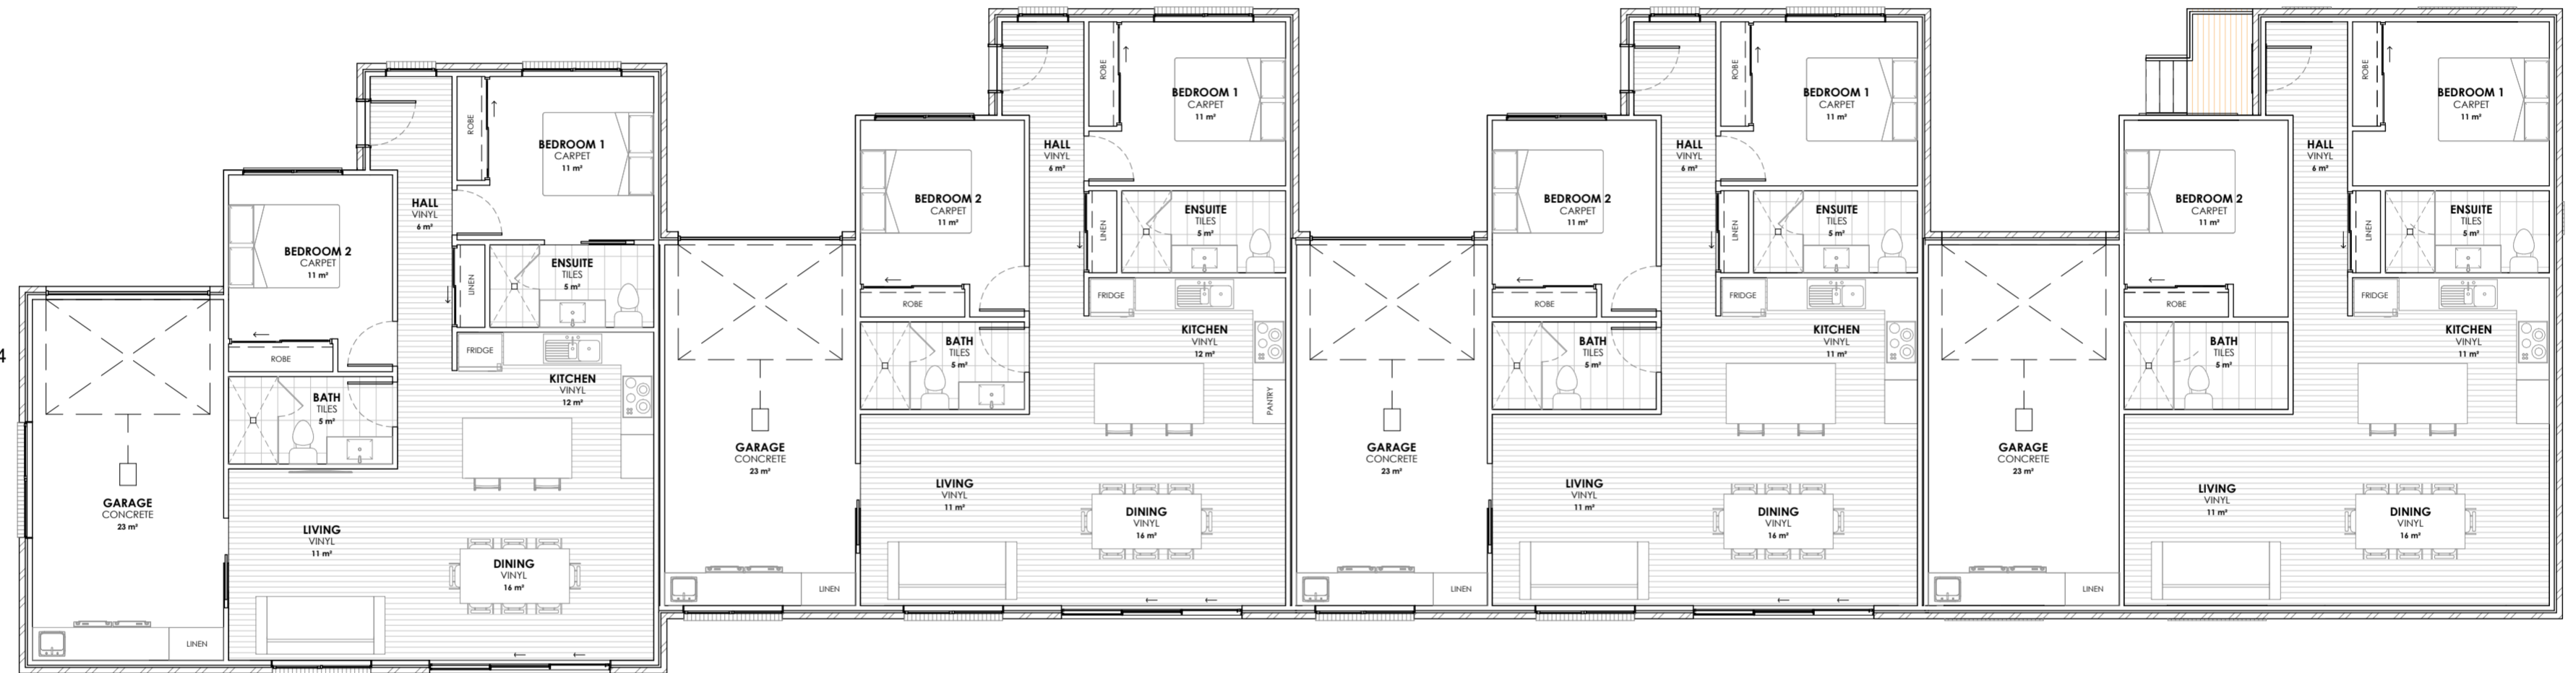 4
GARAGE
CONCRETE
23 m²
LINEN
BEDROOM 2
CARPET
11 m²
ROBE
BATH
TILES
5 m²
HALL
VINYL
6 m²
ROBE
BEDROOM 1
CARPET
11 m²
LINEN
ENSUITE
TILES
5 m²
FRIDGE
KITCHEN
VINYL
12 m²
LIVING
VINYL
11 m²
DINING
VINYL
16 m²
GARAGE
CONCRETE
23 m²
LINEN
BEDROOM 2
CARPET
11 m²
ROBE
BATH
TILES
5 m²
HALL
VINYL
6 m²
ROBE
BEDROOM 1
CARPET
11 m²
LINEN
ENSUITE
TILES
5 m²
FRIDGE
KITCHEN
VINYL
12 m²
PANTRY
LIVING
VINYL
11 m²
DINING
VINYL
16 m²
GARAGE
CONCRETE
23 m²
LINEN
BEDROOM 2
CARPET
11 m²
ROBE
BATH
TILES
5 m²
HALL
VINYL
6 m²
ROBE
BEDROOM 1
CARPET
11 m²
LINEN
ENSUITE
TILES
5 m²
FRIDGE
KITCHEN
VINYL
11 m²
LIVING
VINYL
11 m²
DINING
VINYL
16 m²
GARAGE
CONCRETE
23 m²
LINEN
BEDROOM 2
CARPET
11 m²
ROBE
BATH
TILES
5 m²
HALL
VINYL
6 m²
ROBE
BEDROOM 1
CARPET
11 m²
LINEN
ENSUITE
TILES
5 m²
FRIDGE
KITCHEN
VINYL
11 m²
LIVING
VINYL
11 m²
DINING
VINYL
16 m²